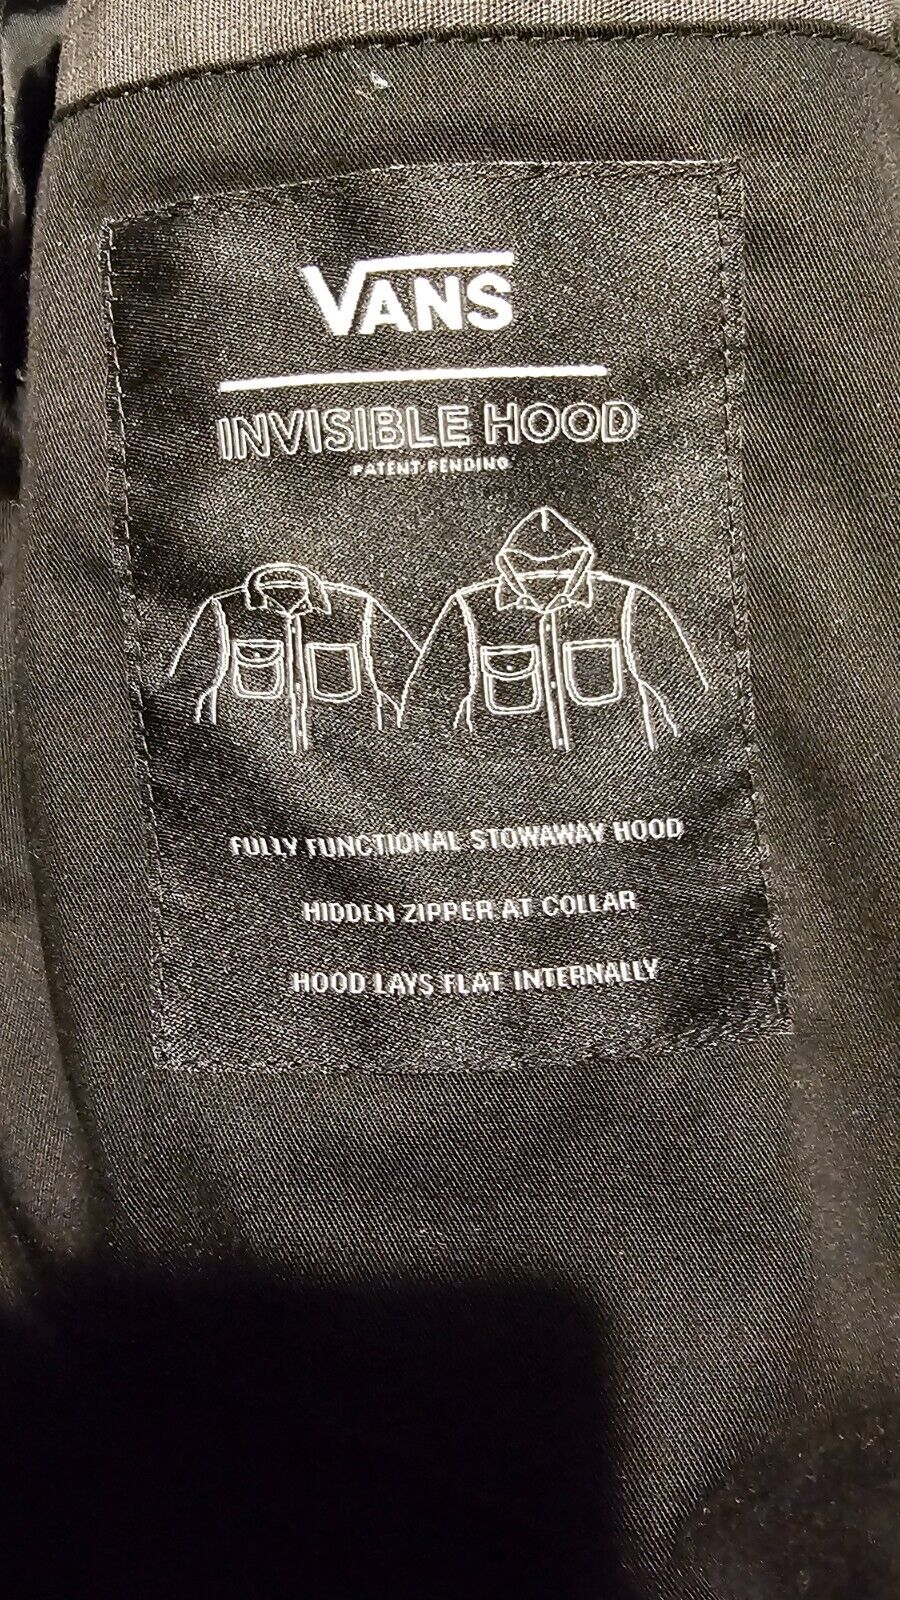 VANS
INVISIBLE HOOD
PATENT PENDING
FULLY FUNCTIONAL STOWAWAY HOOD
HIDDEN ZIPPER AT COLLAR
HOOD LAYS FLAT INTERNALLY